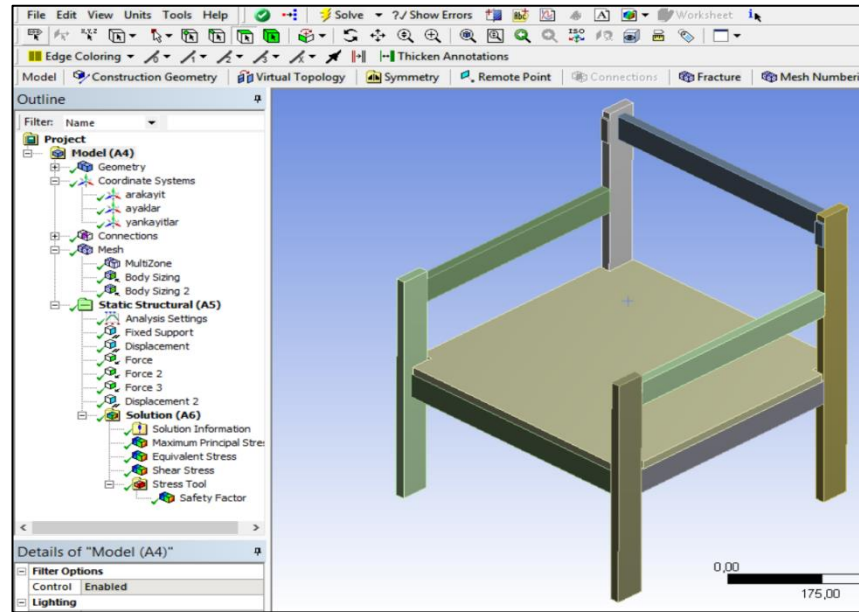 File Edit View Units Tools Help Solve ?/ Show Errors Worksheet
Edge Coloring Thicken Annotations
Model Construction Geometry Virtual Topology Symmetry Remote Point Connections Fracture Mesh Numberi
Outline
Filter: Name
Project
Model (A4)
Geometry
Coordinate Systems
arakayit
ayaklar
yankayitlar
Connections
Mesh
MultiZone
Body Sizing
Body Sizing 2
Static Structural (A5)
Analysis Settings
Fixed Support
Displacement
Force
Force 2
Force 3
Displacement 2
Solution (A6)
Solution Information
Maximum Principal Stres
Equivalent Stress
Shear Stress
Stress Tool
Safety Factor
Details of "Model (A4)"
Filter Options
Control Enabled
Lighting
0,00
175,00